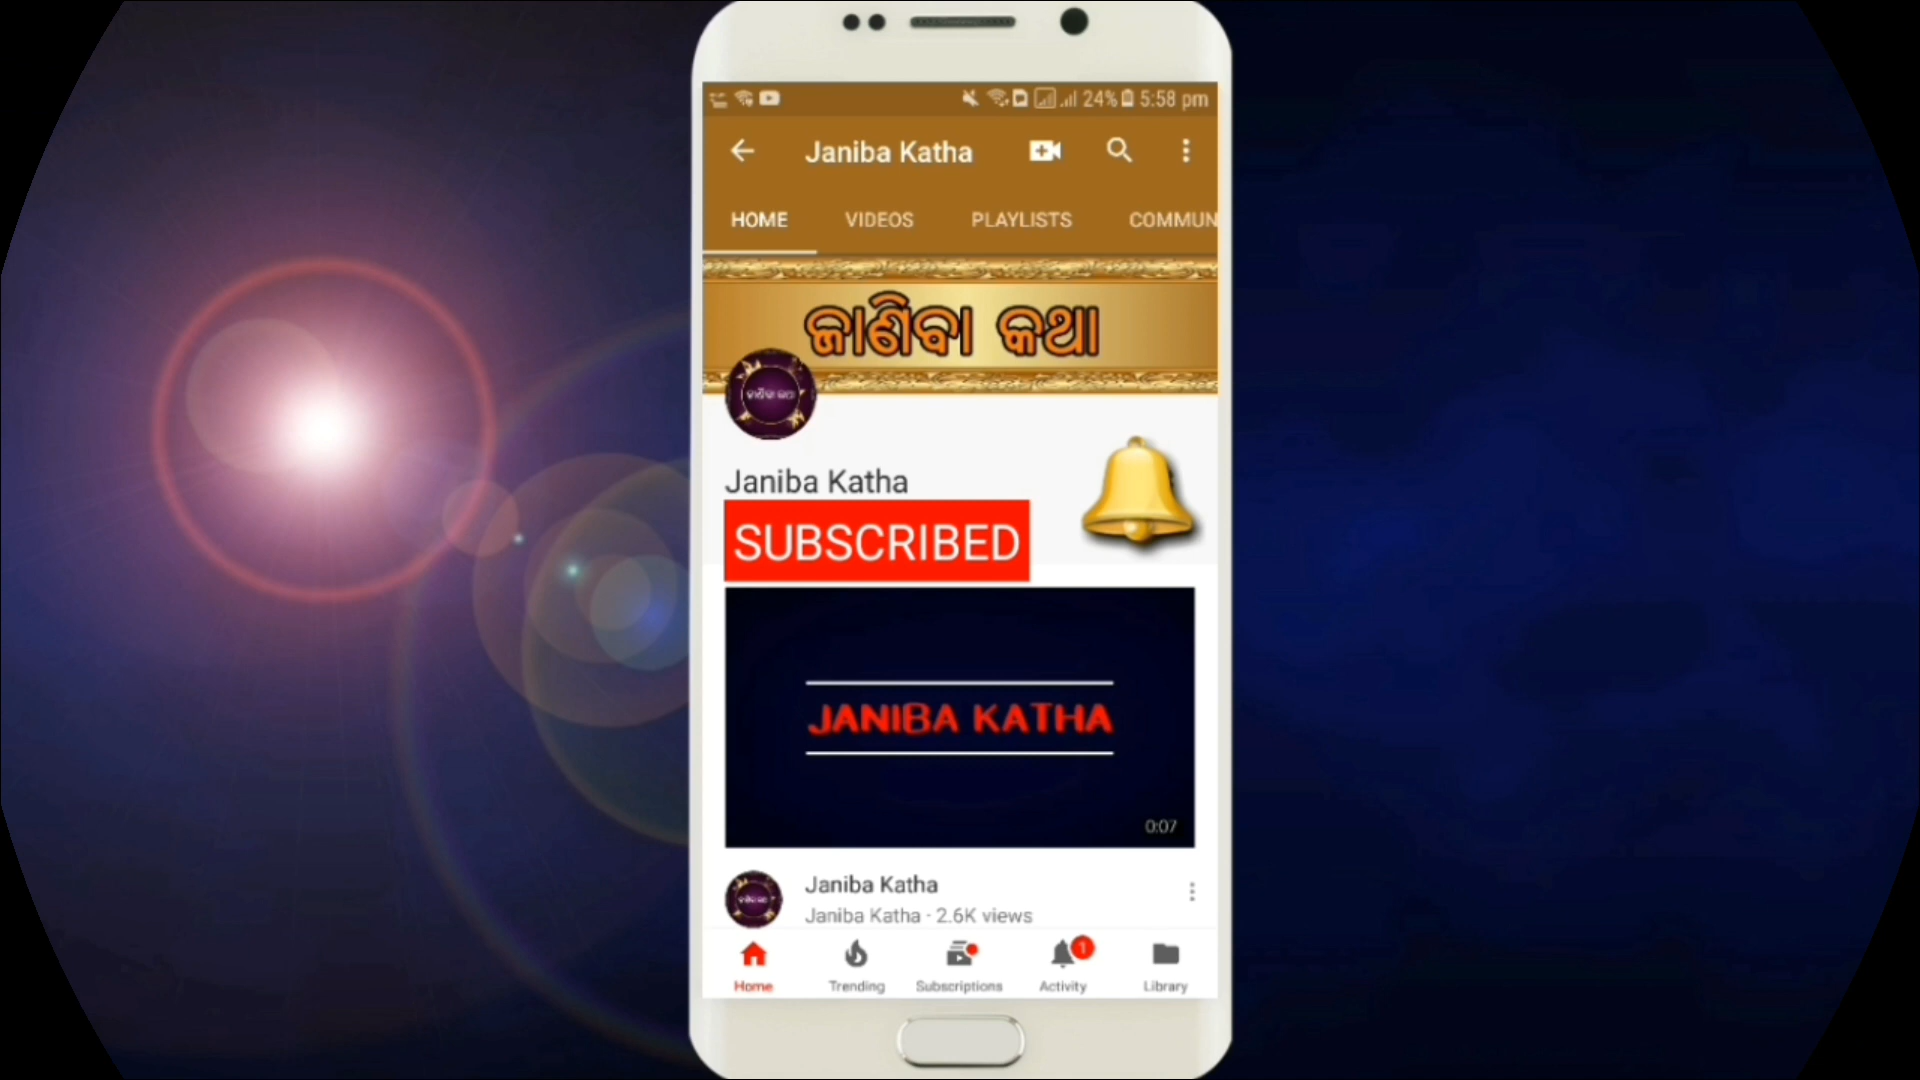 24% 5:58 pm
Janiba Katha
HOME VIDEOS PLAYLISTS COMMUN
ଜାଣିବା କଥା
ଜାଣିବା କଥା
Janiba Katha
SUBSCRIBED
JANIBA KATHA
0:07
Janiba Katha
Janiba Katha · 2.6K views
1
Home Trending Subscriptions Activity Library